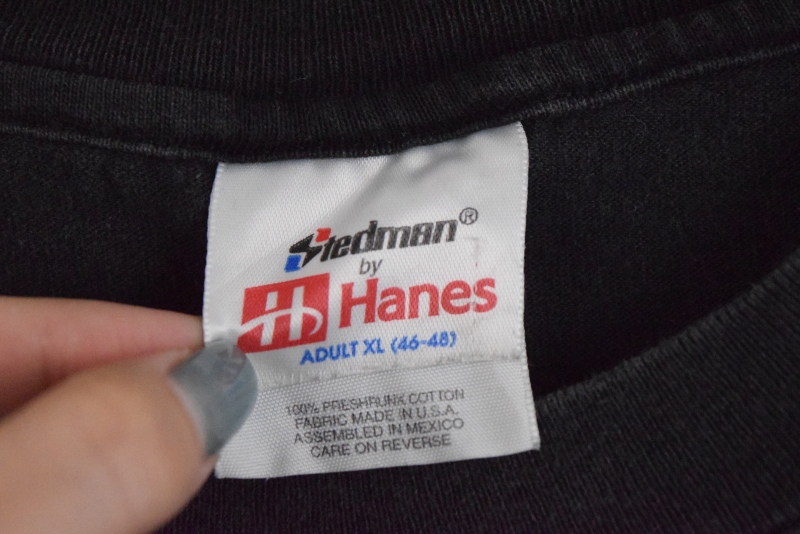 Stedman®
by
H Hanes
ADULT XL (46-48)
100% PRESHRUNK COTTON
FABRIC MADE IN U.S.A.
ASSEMBLED IN MEXICO
CARE ON REVERSE